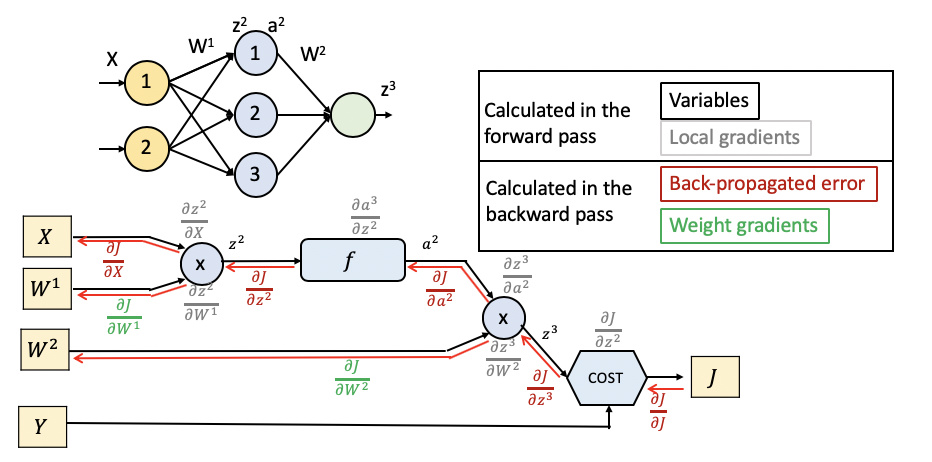 z² a²
X W¹ 1 W²
1 z³
2
2
3
Calculated in the forward pass
Variables
Local gradients
Calculated in the backward pass
Back-propagated error
Weight gradients
∂z²/∂X
∂a³/∂z²
X
∂J/∂X
x
z²
f
a²
W¹
∂J/∂W¹
∂z²/∂W¹
∂J/∂z²
∂J/∂a²
∂z³/∂a²
x
z³
∂J/∂z²
W²
∂J/∂W²
∂z³/∂W²
∂J/∂z³
COST
J
∂J/∂J
Y